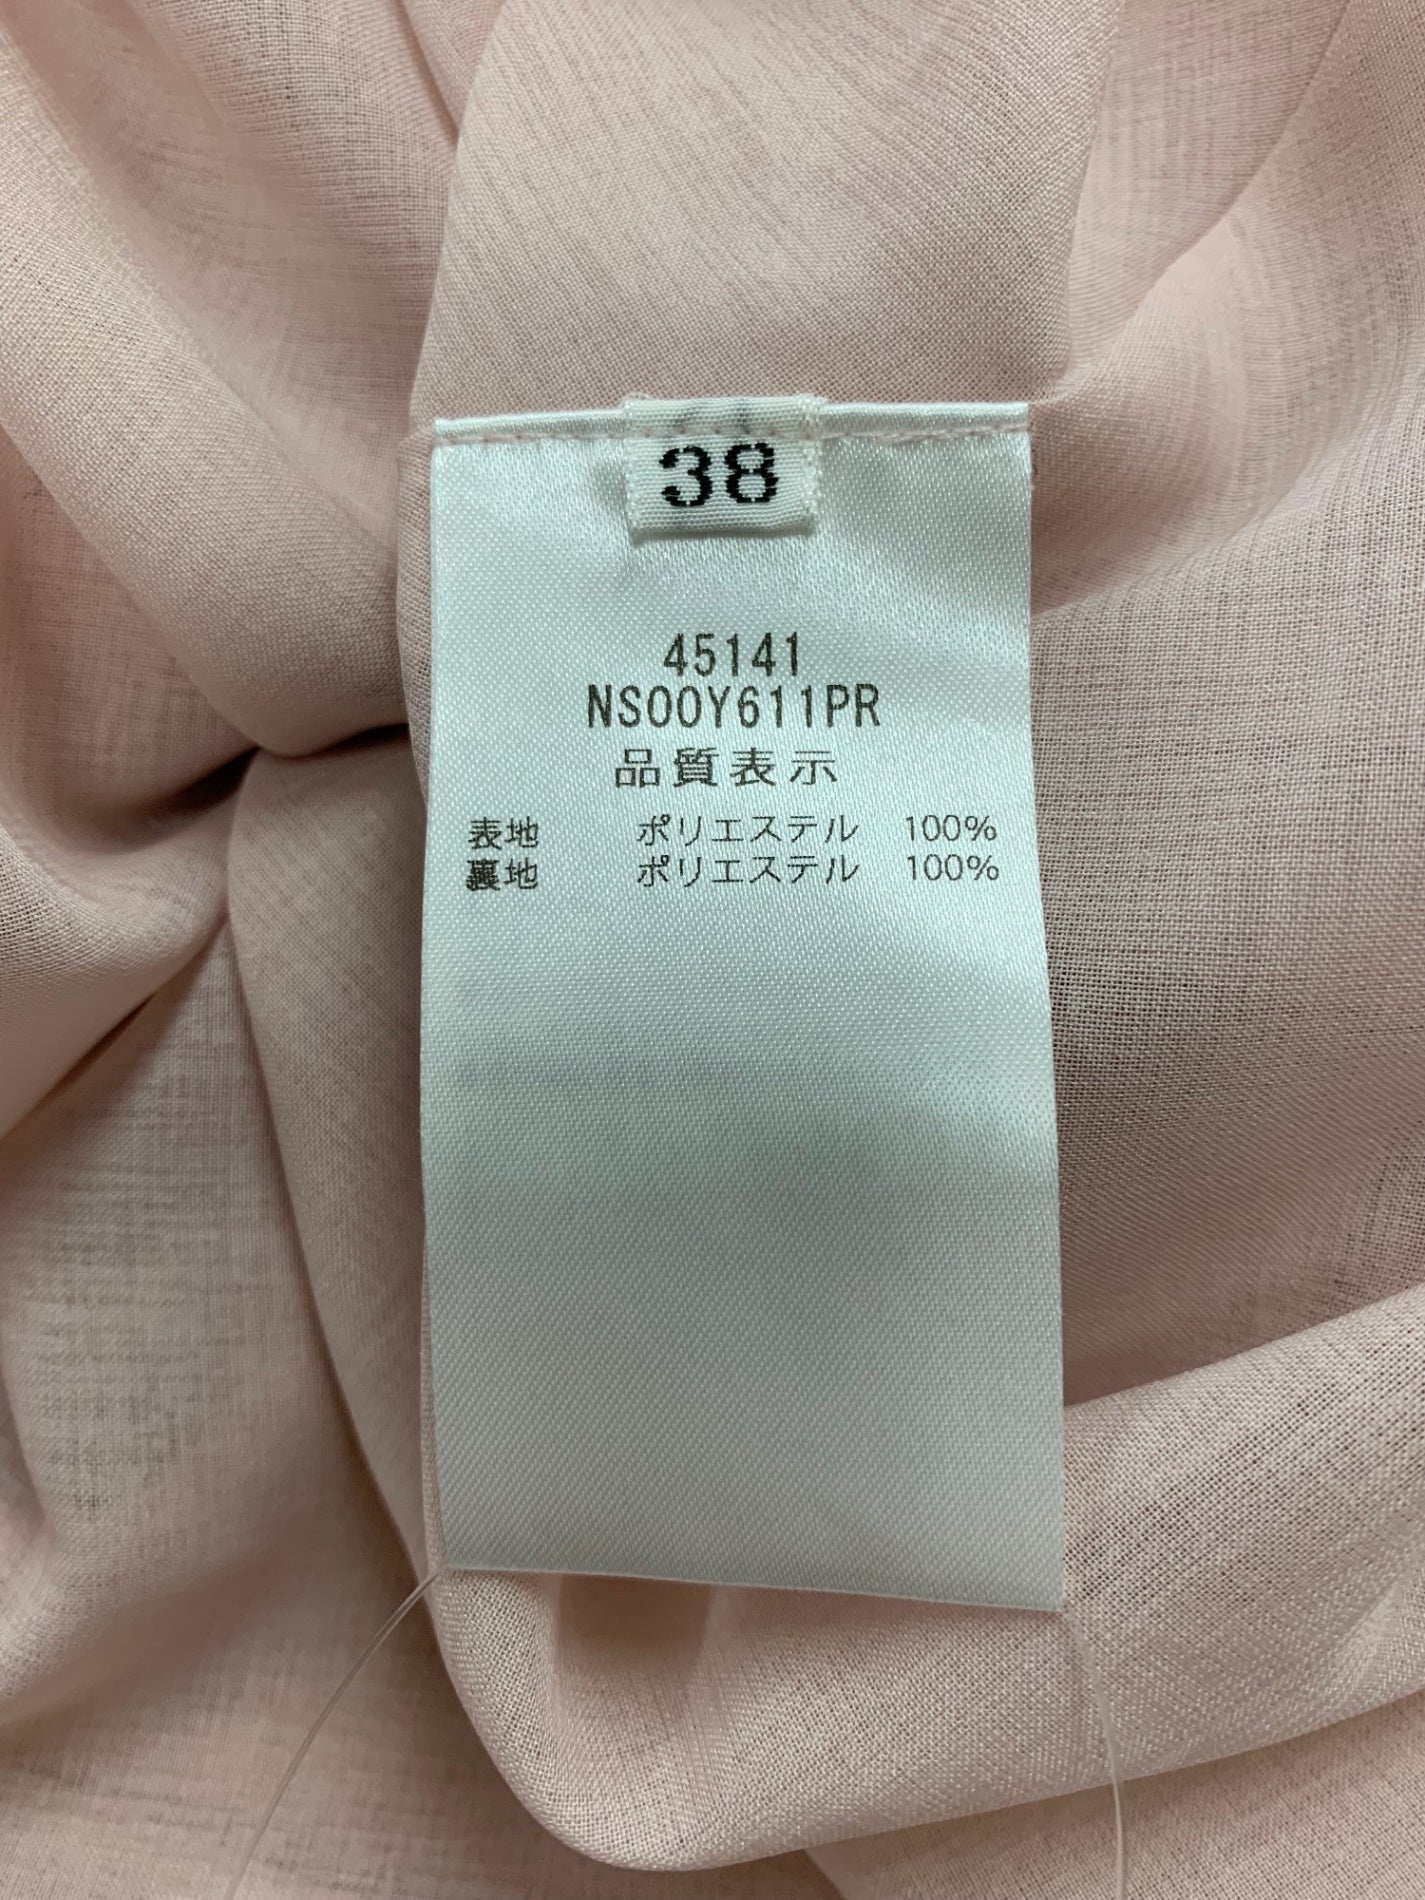 38
45141
NS00Y611PR
品質表示
表地 ポリエステル 100%
裏地 ポリエステル 100%